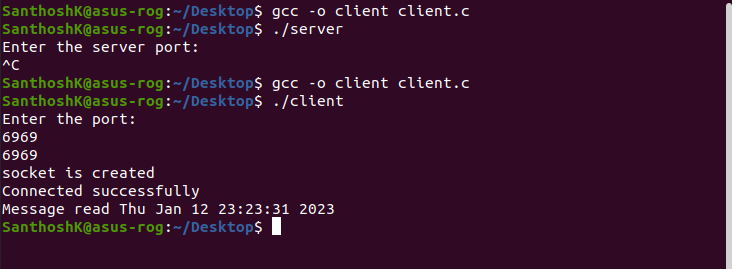 SanthoshK@asus-rog:~/Desktop$ gcc -o client client.c
SanthoshK@asus-rog:~/Desktop$ ./server
Enter the server port:
^C
SanthoshK@asus-rog:~/Desktop$ gcc -o client client.c
SanthoshK@asus-rog:~/Desktop$ ./client
Enter the port:
6969
6969
socket is created
Connected successfully
Message read Thu Jan 12 23:23:31 2023
SanthoshK@asus-rog:~/Desktop$